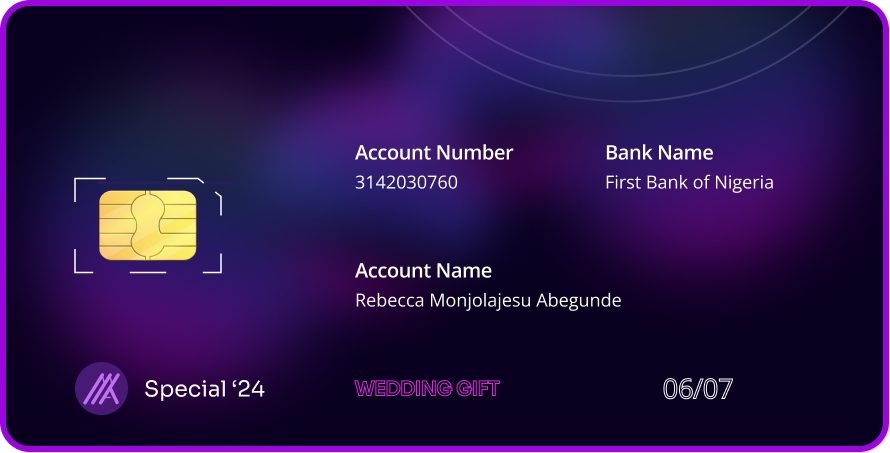 Account Number
3142030760
Bank Name
First Bank of Nigeria
Account Name
Rebecca Monjolajesu Abegunde
Special ‘24
WEDDING GIFT
06/07